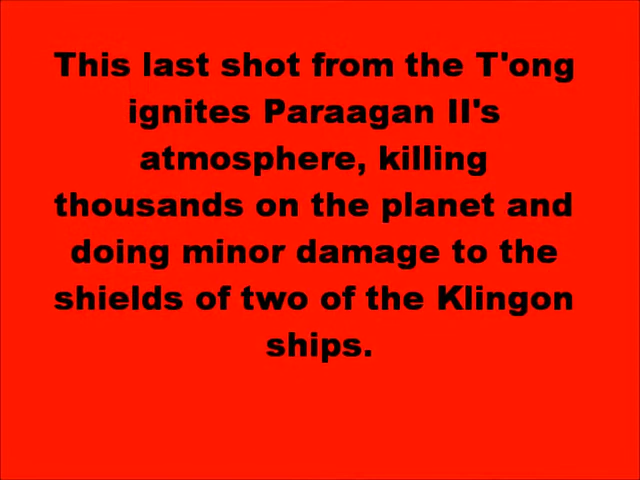 This last shot from the T'ong
ignites Paraagan II's
atmosphere, killing
thousands on the planet and
doing minor damage to the
shields of two of the Klingon
ships.